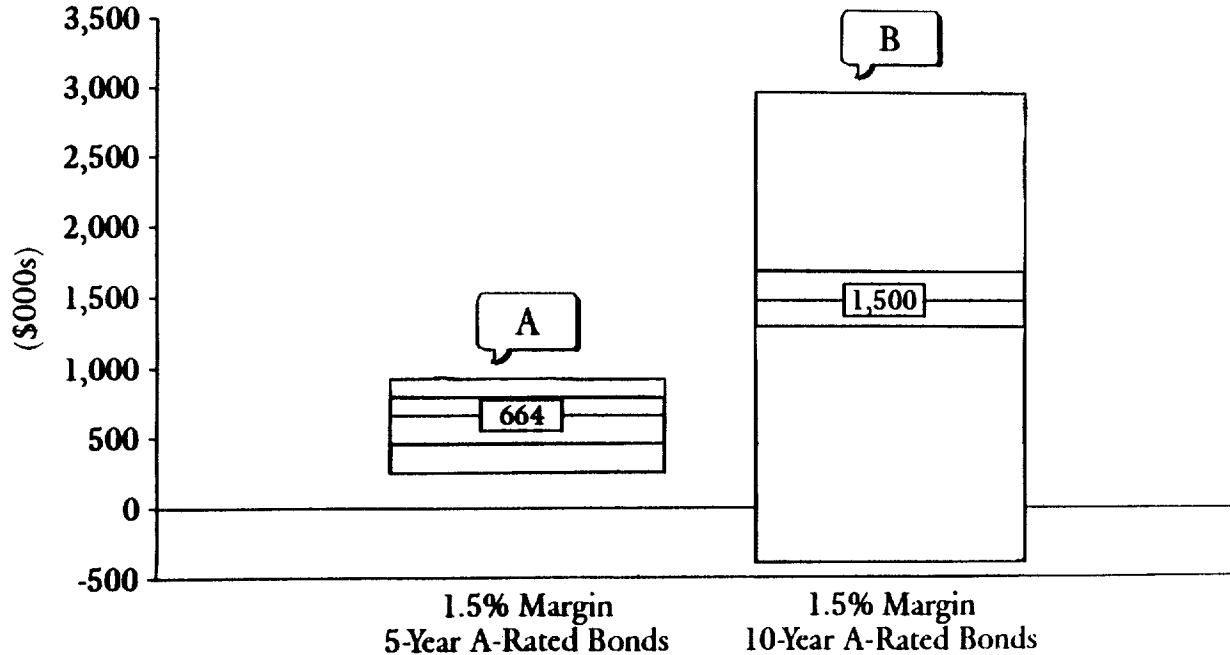 3,500
3,000
2,500
2,000
1,500
1,000
500
0
-500
($000s)
A
664
B
1,500
1.5% Margin
5-Year A-Rated Bonds
1.5% Margin
10-Year A-Rated Bonds